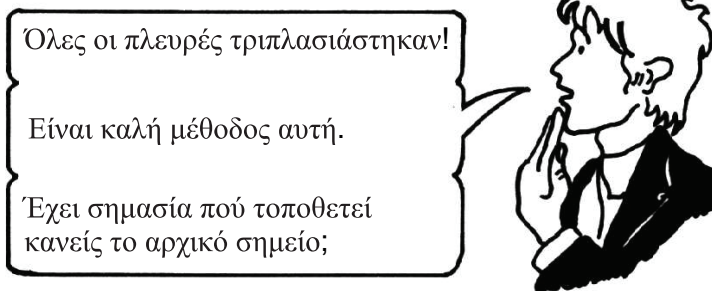 Όλες οι πλευρές τριπλασιάστηκαν!
Είναι καλή μέθοδος αυτή.
Έχει σημασία πού τοποθετεί
κανείς το αρχικό σημείο;